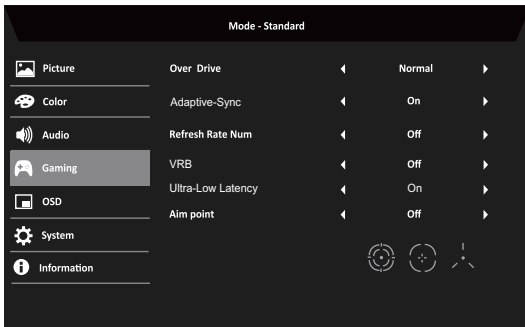 Mode - Standard
Picture
Over Drive Normal
Color
Adaptive-Sync On
Audio
Refresh Rate Num Off
Gaming
VRB Off
Ultra-Low Latency On
OSD
Aim point Off
System
Information